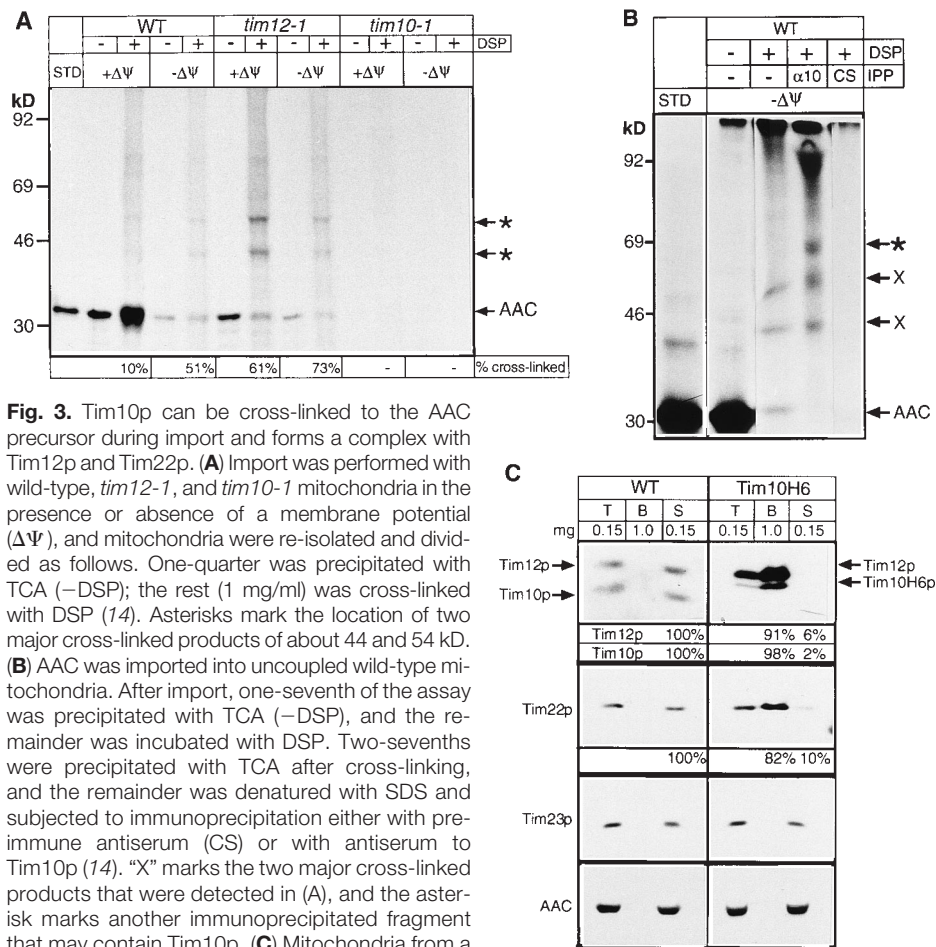 A
WT tim12-1 tim10-1
- + - + - + - + - + - + DSP
STD +ΔΨ -ΔΨ +ΔΨ -ΔΨ +ΔΨ -ΔΨ
kD
92
69
46
30
*
*
AAC
10% 51% 61% 73% - - % cross-linked
B
WT
- + + + DSP
- - α10 CS IPP
STD -ΔΨ
kD
92
69
46
30
*
X
X
AAC
Fig. 3. Tim10p can be cross-linked to the AAC
precursor during import and forms a complex with
Tim12p and Tim22p. (A) Import was performed with
wild-type, tim12-1, and tim10-1 mitochondria in the
presence or absence of a membrane potential
(ΔΨ), and mitochondria were re-isolated and divid-
ed as follows. One-quarter was precipitated with
TCA (−DSP); the rest (1 mg/ml) was cross-linked
with DSP (14). Asterisks mark the location of two
major cross-linked products of about 44 and 54 kD.
(B) AAC was imported into uncoupled wild-type mi-
tochondria. After import, one-seventh of the assay
was precipitated with TCA (−DSP), and the re-
mainder was incubated with DSP. Two-sevenths
were precipitated with TCA after cross-linking,
and the remainder was denatured with SDS and
subjected to immunoprecipitation either with pre-
immune antiserum (CS) or with antiserum to
Tim10p (14). "X" marks the two major cross-linked
products that were detected in (A), and the aster-
isk marks another immunoprecipitated fragment
that may contain Tim10p. (C) Mitochondria from a
C
WT Tim10H6
T B S T B S
mg 0.15 1.0 0.15 0.15 1.0 0.15
Tim12p
Tim10p
Tim12p
Tim10H6p
Tim12p 100% 91% 6%
Tim10p 100% 98% 2%
Tim22p
100% 82% 10%
Tim23p
AAC